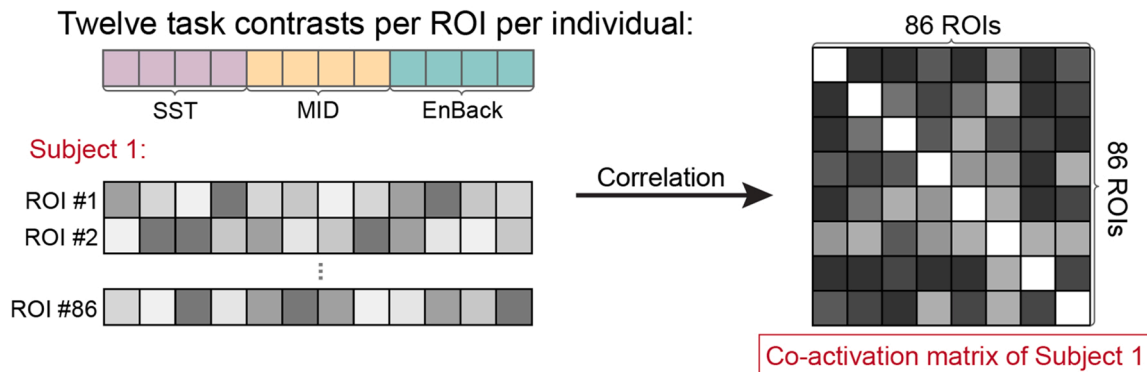 Twelve task contrasts per ROI per individual:
SST MID EnBack
Subject 1:
ROI #1
ROI #2
ROI #86
Correlation
86 ROIs
86 ROIs
Co-activation matrix of Subject 1